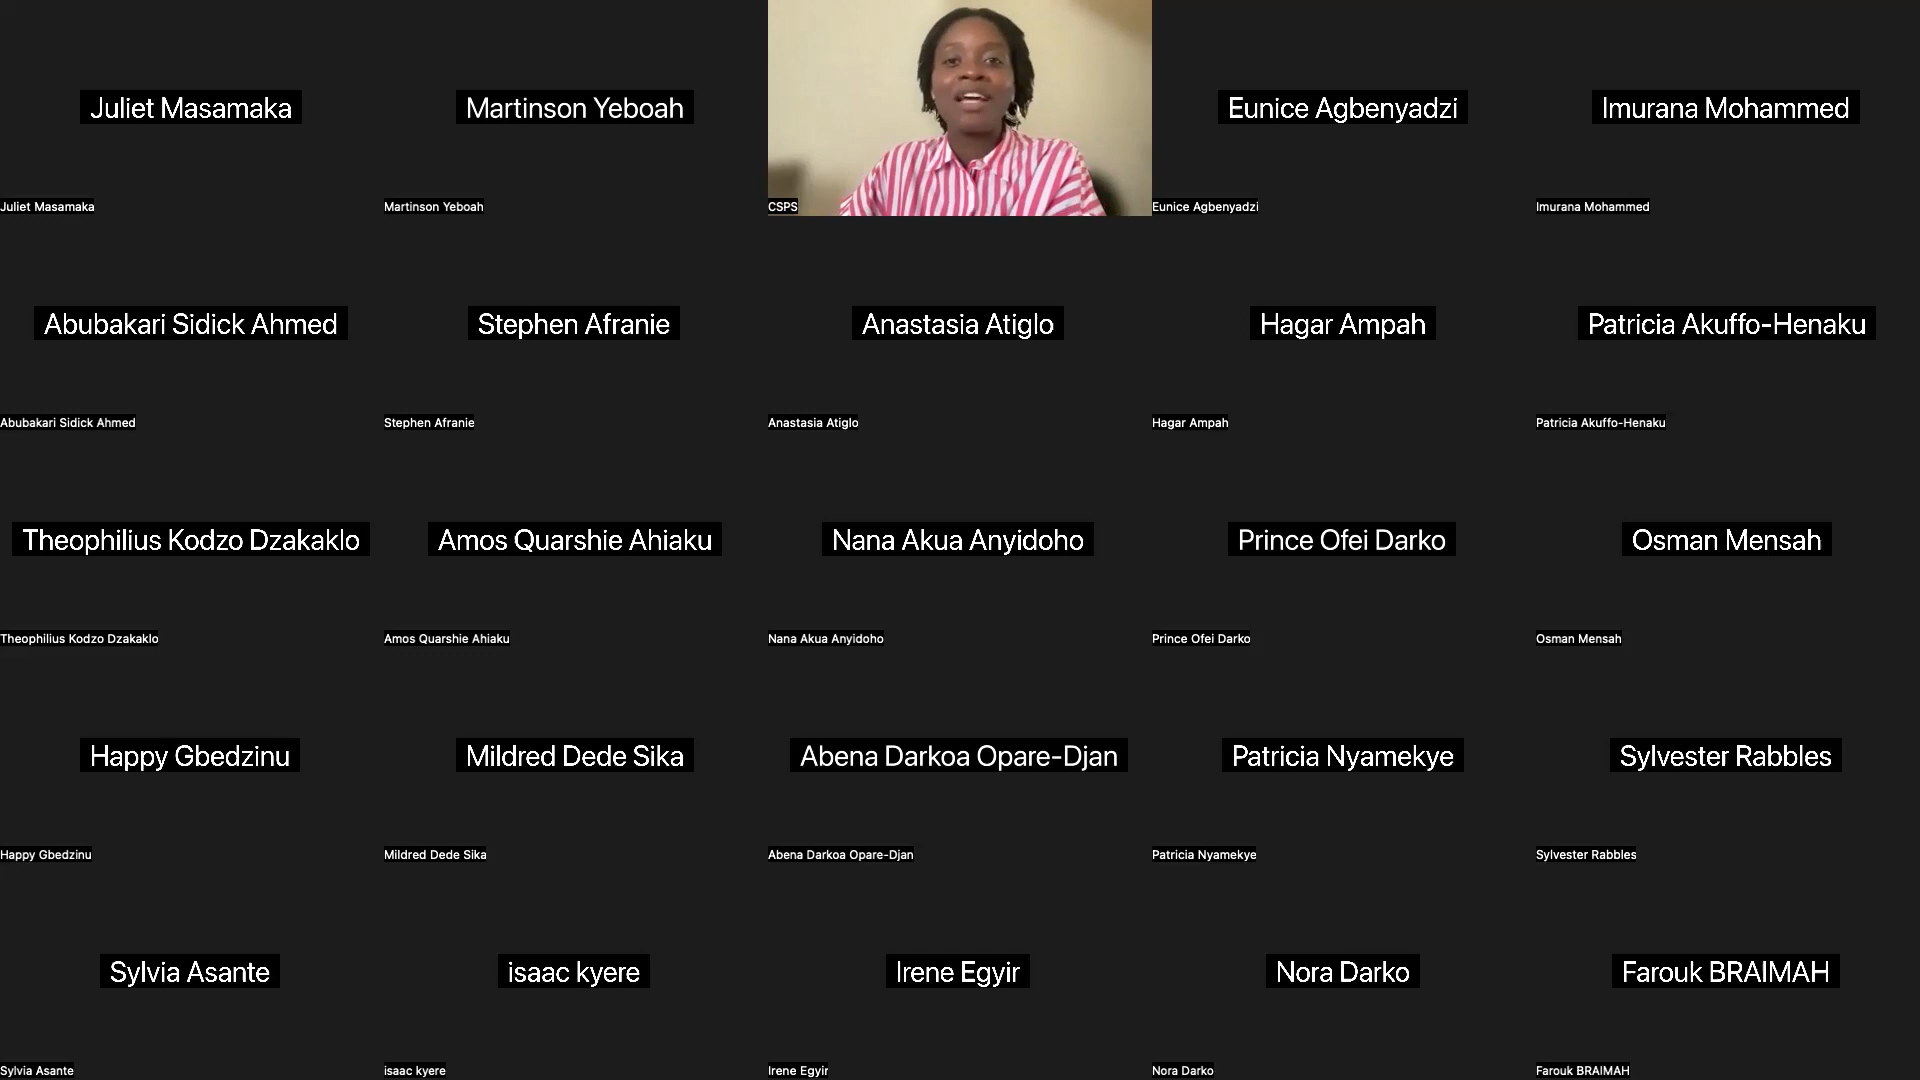 Juliet Masamaka
Martinson Yeboah
Eunice Agbenyadzi
Imurana Mohammed
Juliet Masamaka
Martinson Yeboah
CSPS
Eunice Agbenyadzi
Imurana Mohammed
Abubakari Sidick Ahmed
Stephen Afranie
Anastasia Atiglo
Hagar Ampah
Patricia Akuffo-Henaku
Abubakari Sidick Ahmed
Stephen Afranie
Anastasia Atiglo
Hagar Ampah
Patricia Akuffo-Henaku
Theophilius Kodzo Dzakaklo
Amos Quarshie Ahiaku
Nana Akua Anyidoho
Prince Ofei Darko
Osman Mensah
Theophilius Kodzo Dzakaklo
Amos Quarshie Ahiaku
Nana Akua Anyidoho
Prince Ofei Darko
Osman Mensah
Happy Gbedzinu
Mildred Dede Sika
Abena Darkoa Opare-Djan
Patricia Nyamekye
Sylvester Rabbles
Happy Gbedzinu
Mildred Dede Sika
Abena Darkoa Opare-Djan
Patricia Nyamekye
Sylvester Rabbles
Sylvia Asante
isaac kyere
Irene Egyir
Nora Darko
Farouk BRAIMAH
Sylvia Asante
isaac kyere
Irene Egyir
Nora Darko
Farouk BRAIMAH